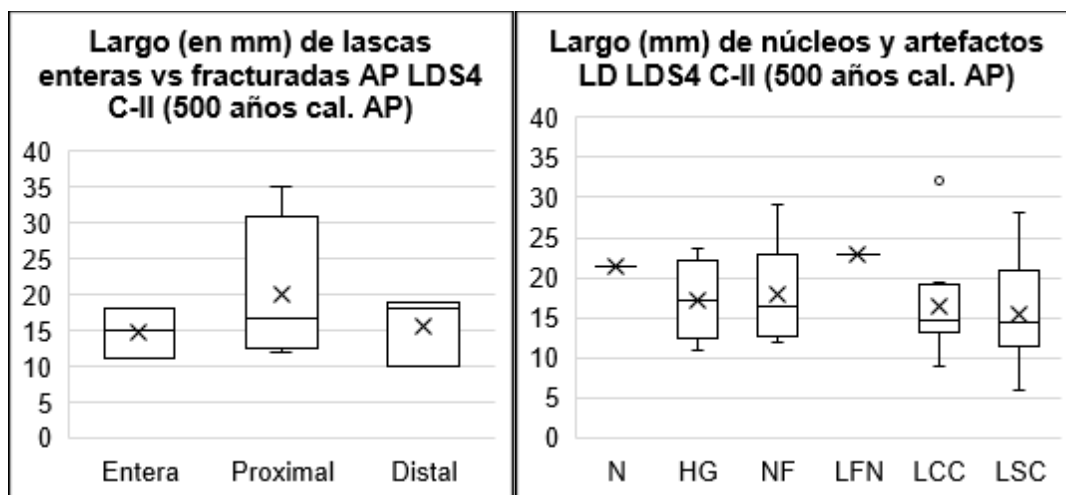 Largo (en mm) de lascas
enteras vs fracturadas AP LDS4
C-II (500 años cal. AP)
40
35
30
25
20
15
10
5
0
Entera Proximal Distal
Largo (mm) de núcleos y artefactos
LD LDS4 C-II (500 años cal. AP)
40
35
30
25
20
15
10
5
0
N HG NF LFN LCC LSC